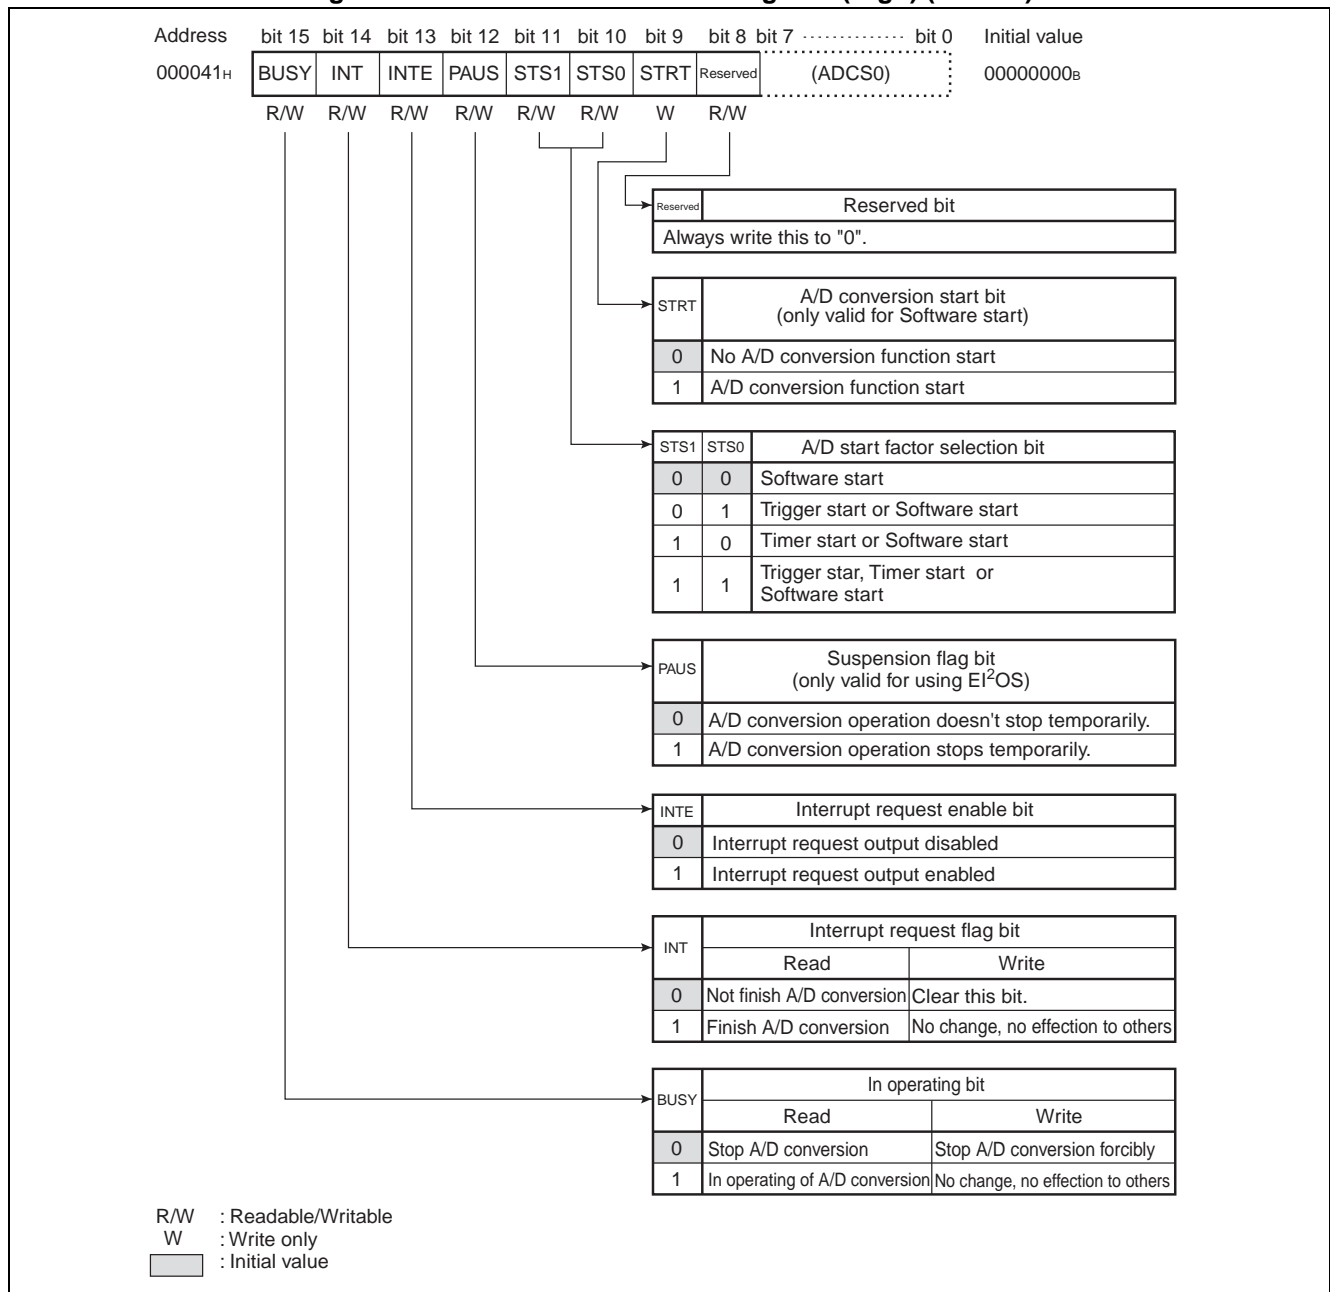 Address bit 15 bit 14 bit 13 bit 12 bit 11 bit 10 bit 9 bit 8 bit 7 ·············· bit 0 Initial value
000041H BUSY INT INTE PAUS STS1 STS0 STRT Reserved (ADCS0) 00000000B
R/W R/W R/W R/W R/W R/W W R/W
Reserved Reserved bit
Always write this to "0".
STRT A/D conversion start bit
(only valid for Software start)
0 No A/D conversion function start
1 A/D conversion function start
STS1 STS0 A/D start factor selection bit
0 0 Software start
0 1 Trigger start or Software start
1 0 Timer start or Software start
1 1 Trigger star, Timer start or
Software start
PAUS Suspension flag bit
(only valid for using EI²OS)
0 A/D conversion operation doesn't stop temporarily.
1 A/D conversion operation stops temporarily.
INTE Interrupt request enable bit
0 Interrupt request output disabled
1 Interrupt request output enabled
INT Interrupt request flag bit
Read Write
0 Not finish A/D conversion Clear this bit.
1 Finish A/D conversion No change, no effection to others
BUSY In operating bit
Read Write
0 Stop A/D conversion Stop A/D conversion forcibly
1 In operating of A/D conversion No change, no effection to others
R/W : Readable/Writable
W : Write only
: Initial value